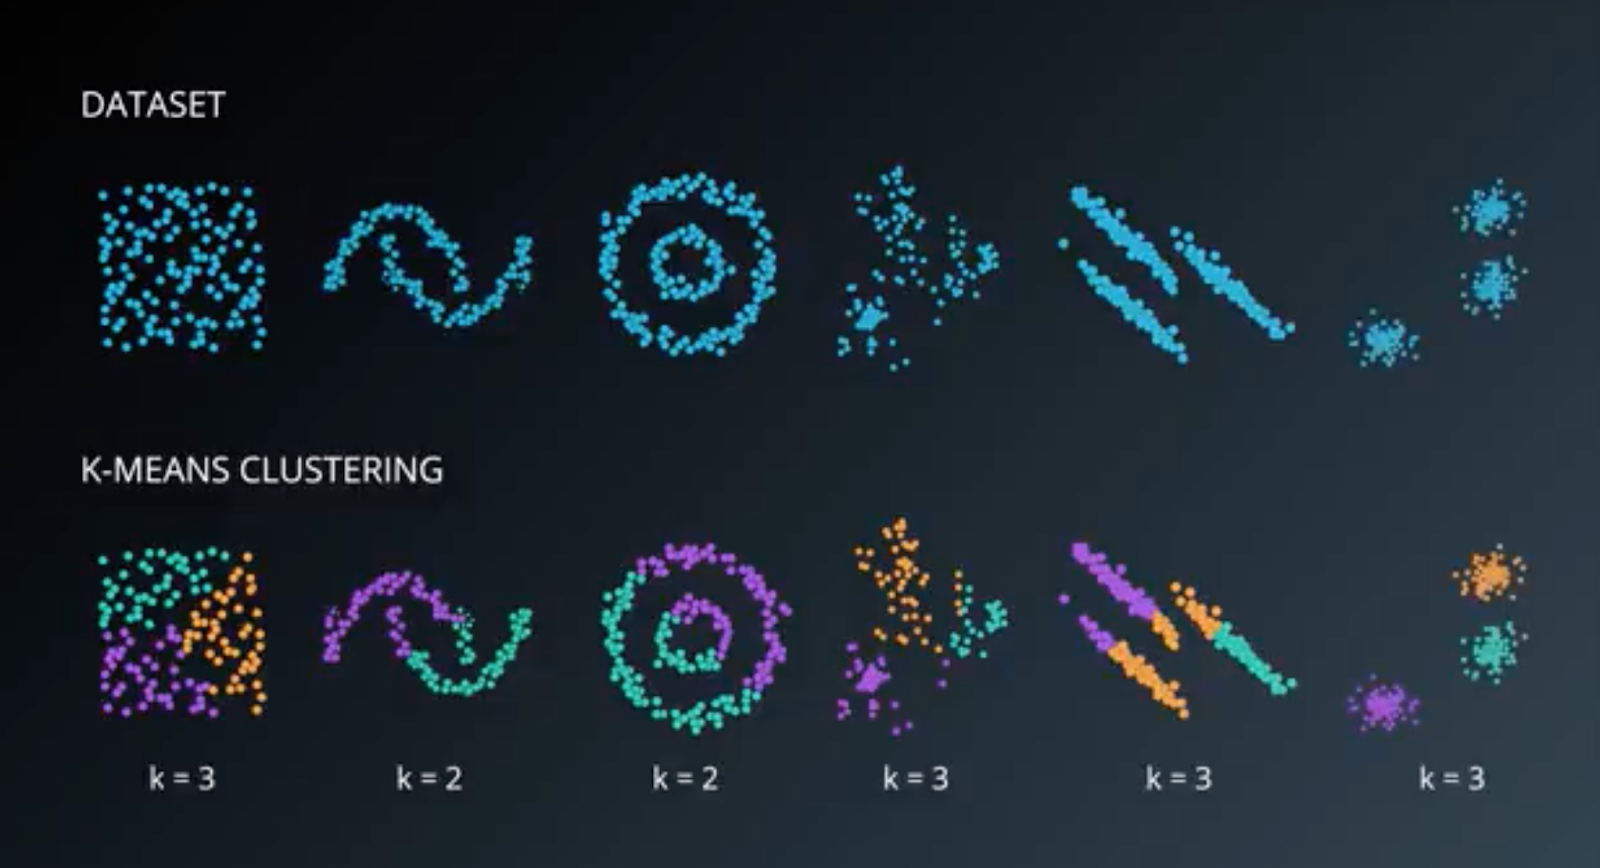 DATASET
K-MEANS CLUSTERING
k = 3
k = 2
k = 2
k = 3
k = 3
k = 3